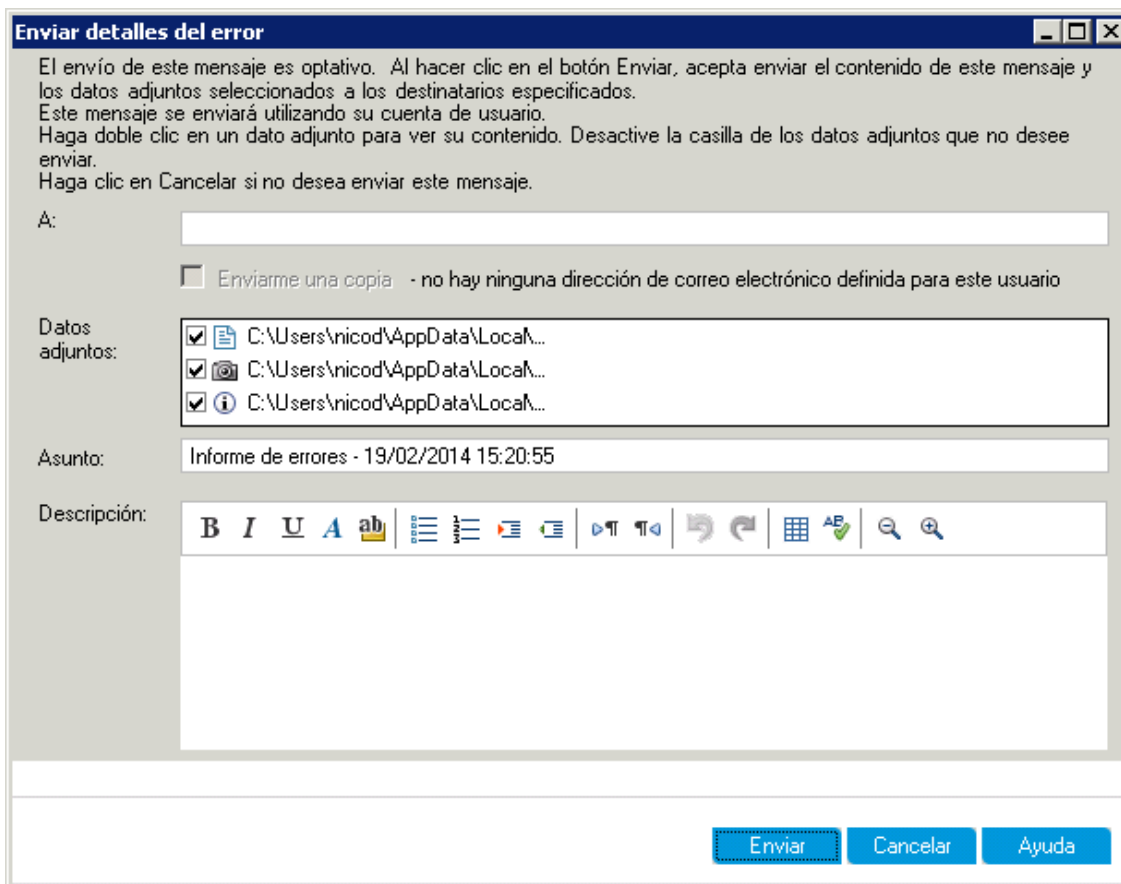 Enviar detalles del error
El envío de este mensaje es optativo.  Al hacer clic en el botón Enviar, acepta enviar el contenido de este mensaje y
los datos adjuntos seleccionados a los destinatarios especificados.
Este mensaje se enviará utilizando su cuenta de usuario.
Haga doble clic en un dato adjunto para ver su contenido. Desactive la casilla de los datos adjuntos que no desee
enviar.
Haga clic en Cancelar si no desea enviar este mensaje.
A:
Enviarme una copia - no hay ninguna dirección de correo electrónico definida para este usuario
Datos
adjuntos:
C:\Users\nicod\AppData\Local\...
C:\Users\nicod\AppData\Local\...
C:\Users\nicod\AppData\Local\...
Asunto: Informe de errores - 19/02/2014 15:20:55
Descripción:
B I U A ab
Enviar Cancelar Ayuda